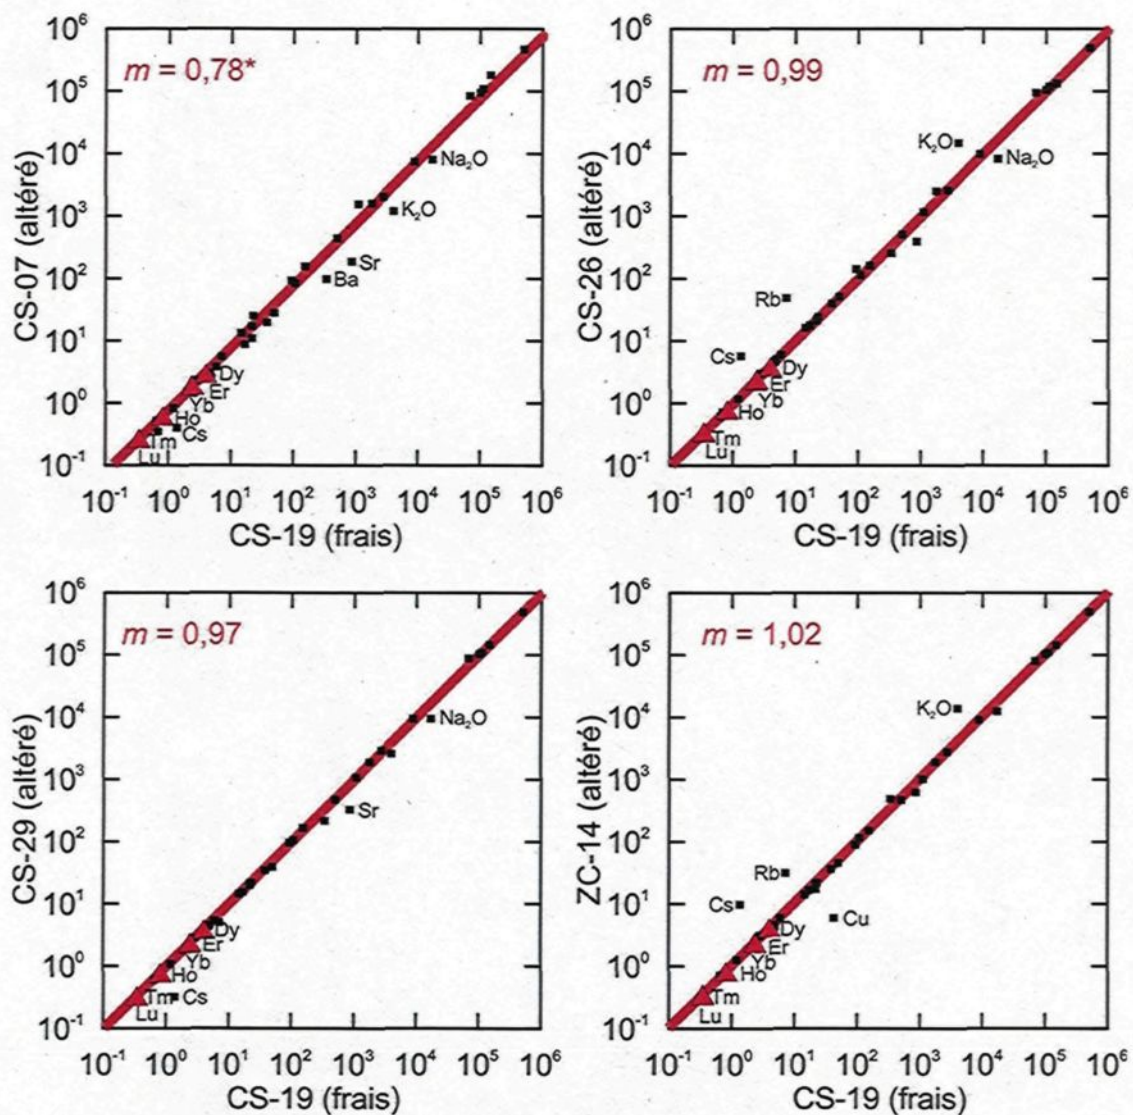 10⁶
10⁵
10⁴
10³
10²
10¹
10⁰
10⁻¹
CS-07 (altéré)
m = 0,78*
Na₂O
K₂O
Sr
Ba
Dy
Er
Yb
Ho
Cs
Tm
Lu
10⁻¹ 10⁰ 10¹ 10² 10³ 10⁴ 10⁵ 10⁶
CS-19 (frais)
10⁶
10⁵
10⁴
10³
10²
10¹
10⁰
10⁻¹
CS-26 (altéré)
m = 0,99
K₂O
Na₂O
Rb
Cs
Dy
Er
Yb
Ho
Tm
Lu
10⁻¹ 10⁰ 10¹ 10² 10³ 10⁴ 10⁵ 10⁶
CS-19 (frais)
10⁶
10⁵
10⁴
10³
10²
10¹
10⁰
10⁻¹
CS-29 (altéré)
m = 0,97
Na₂O
Sr
Dy
Er
Yb
Ho
Tm
Cs
Lu
10⁻¹ 10⁰ 10¹ 10² 10³ 10⁴ 10⁵ 10⁶
CS-19 (frais)
10⁶
10⁵
10⁴
10³
10²
10¹
10⁰
10⁻¹
ZC-14 (altéré)
m = 1,02
K₂O
Rb
Cs
Cu
Dy
Er
Yb
Ho
Tm
Lu
10⁻¹ 10⁰ 10¹ 10² 10³ 10⁴ 10⁵ 10⁶
CS-19 (frais)